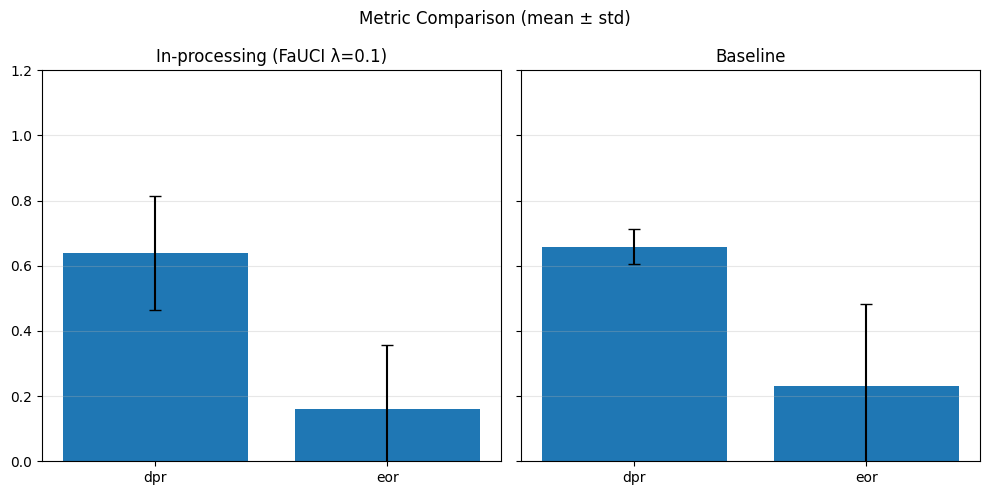 Metric Comparison (mean ± std)
In-processing (FaUCI λ=0.1)
Baseline
1.2
1.0
0.8
0.6
0.4
0.2
0.0
dpr
eor
dpr
eor